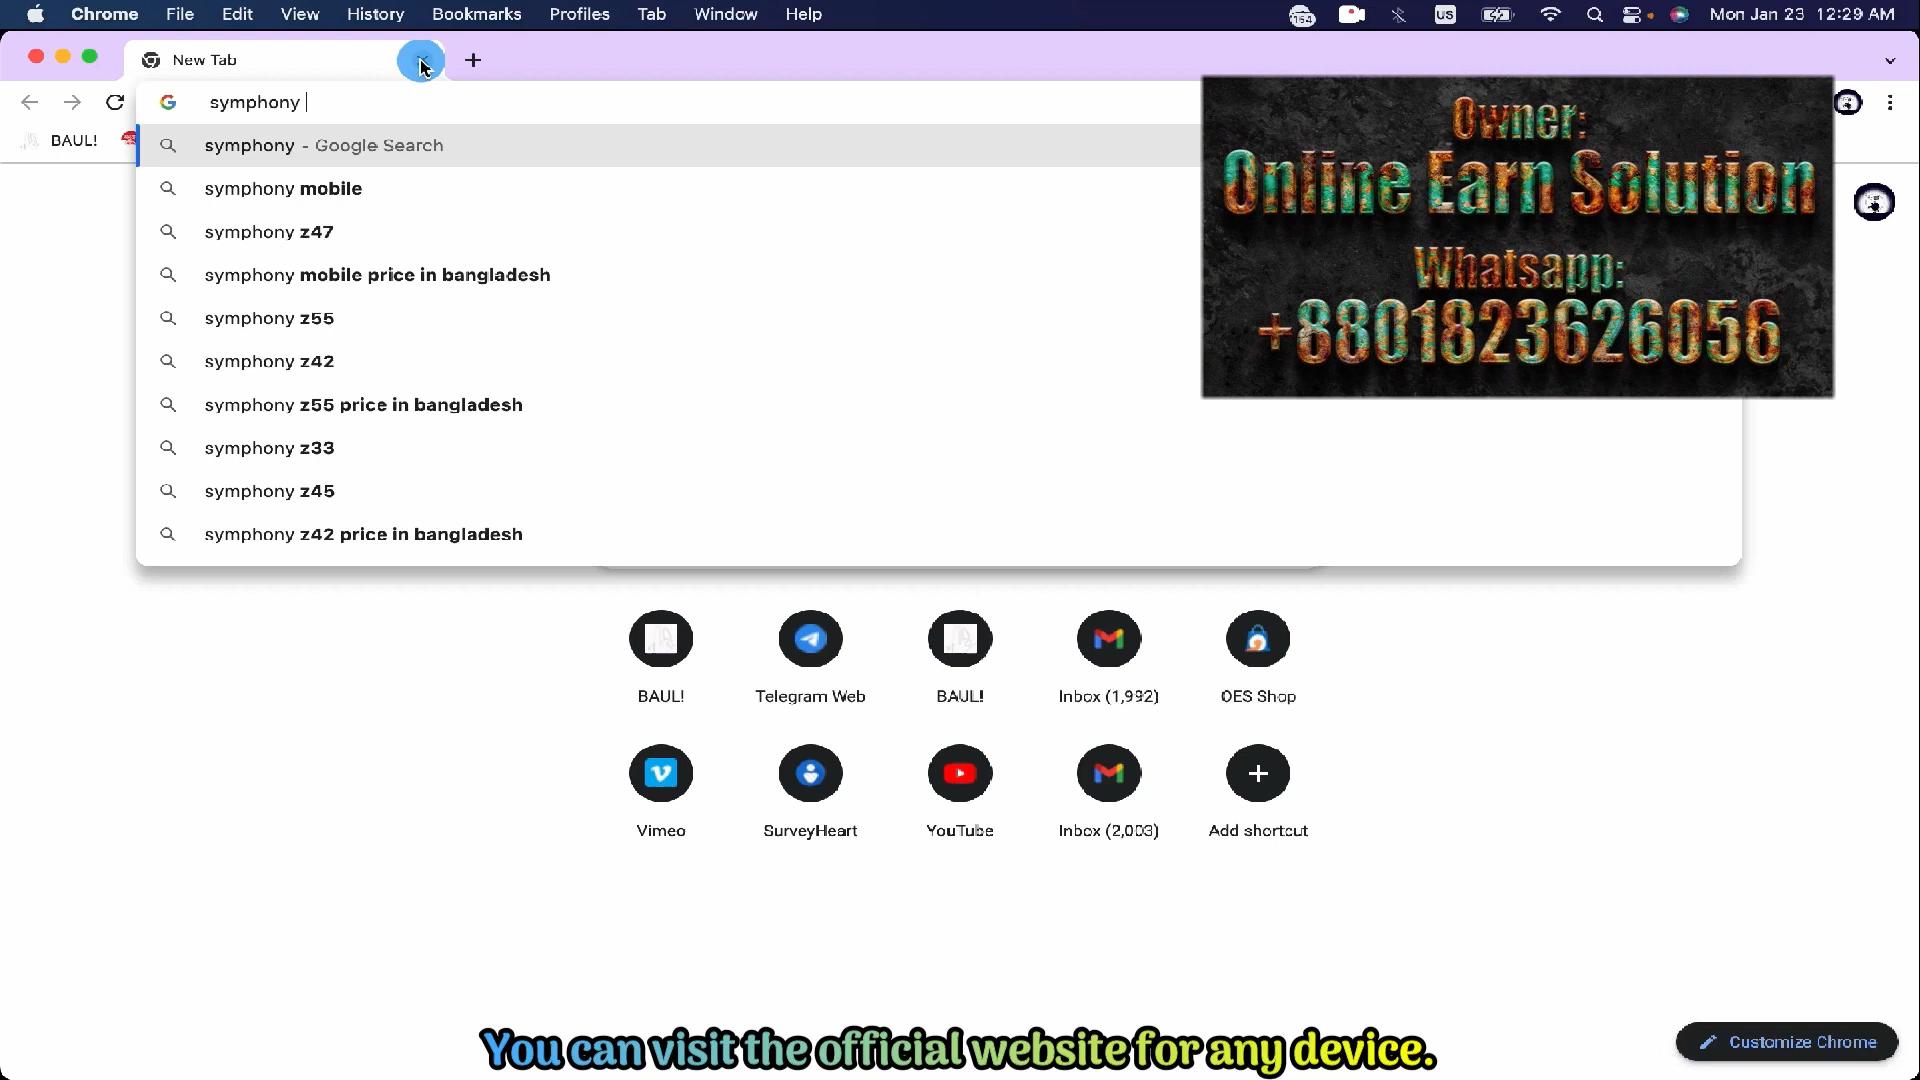 Chrome File Edit View History Bookmarks Profiles Tab Window Help 154 US Mon Jan 23 12:29 AM
New Tab
symphony
BAUL!
symphony - Google Search
symphony mobile
symphony z47
symphony mobile price in bangladesh
symphony z55
symphony z42
symphony z55 price in bangladesh
symphony z33
symphony z45
symphony z42 price in bangladesh
Owner:
Online Earn Solution
Whatsapp:
+8801823626056
BAUL! Telegram Web BAUL! Inbox (1,992) OES Shop
Vimeo SurveyHeart YouTube Inbox (2,003) Add shortcut
You can visit the official website for any device.
Customize Chrome